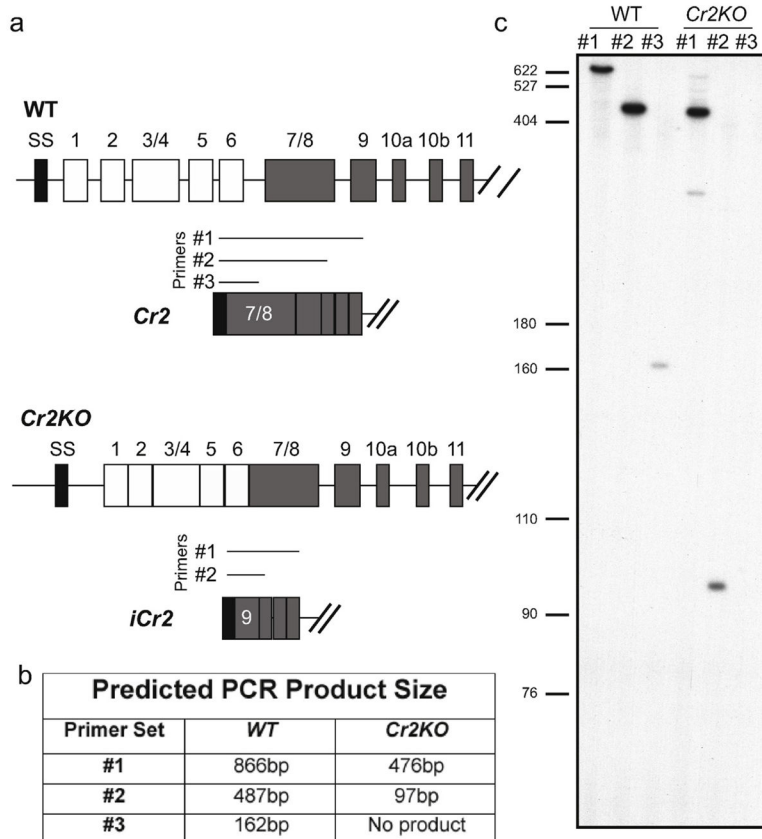 a
WT
SS 1 2 3/4 5 6 7/8 9 10a 10b 11
Primers
#1
#2
#3
Cr2
7/8
Cr2KO
SS 1 2 3/4 5 6 7/8 9 10a 10b 11
Primers
#1
#2
iCr2
9
b
Predicted PCR Product Size
Primer Set WT Cr2KO
#1 866bp 476bp
#2 487bp 97bp
#3 162bp No product
c
WT Cr2KO
#1 #2 #3 #1 #2 #3
622
527
404
180
160
110
90
76